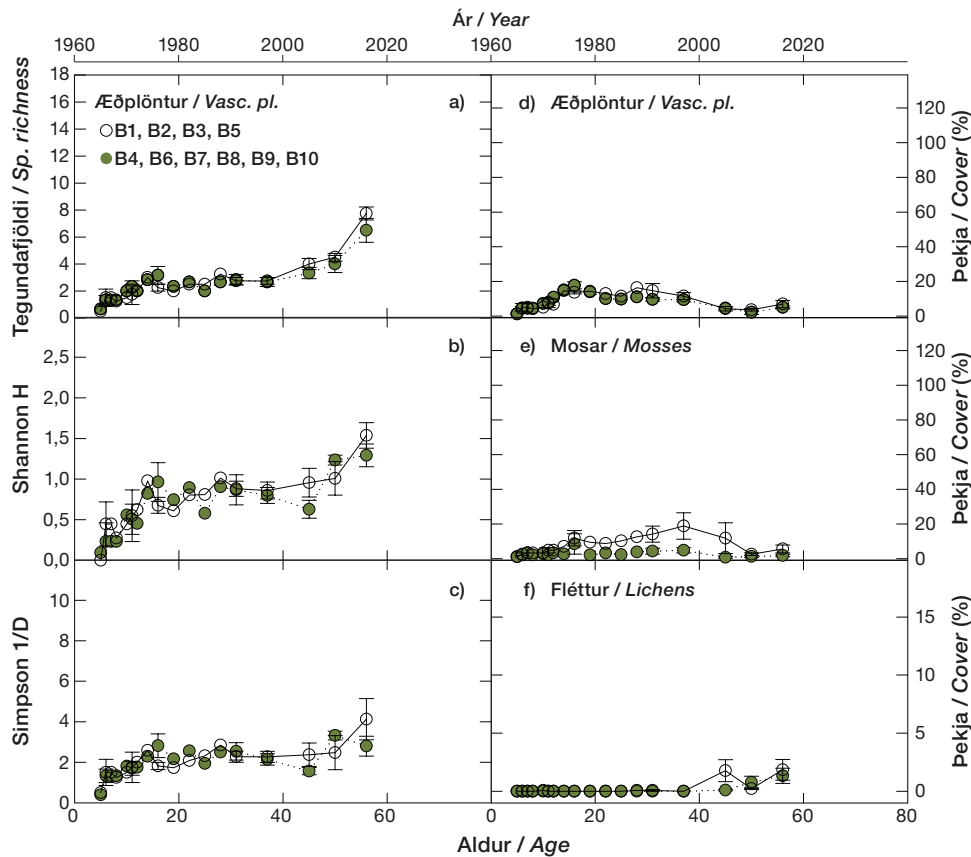 Ár / Year
1960 1980 2000 2020 1960 1980 2000 2020
Tegundafjöldi / Sp. richness
18
16
14
12
10
8
6
4
2
0
Æðplöntur / Vasc. pl. a)
B1, B2, B3, B5
B4, B6, B7, B8, B9, B10
d) Æðplöntur / Vasc. pl.
120
100
80
60
40
20
0
Þekja / Cover (%)
Shannon H
2,5
2,0
1,5
1,0
0,5
0,0
b)
e) Mosar / Mosses
120
100
80
60
40
20
0
Þekja / Cover (%)
Simpson 1/D
10
8
6
4
2
0
c)
f) Fléttur / Lichens
15
10
5
0
Þekja / Cover (%)
0 20 40 60 80 0 20 40 60 80
Aldur / Age